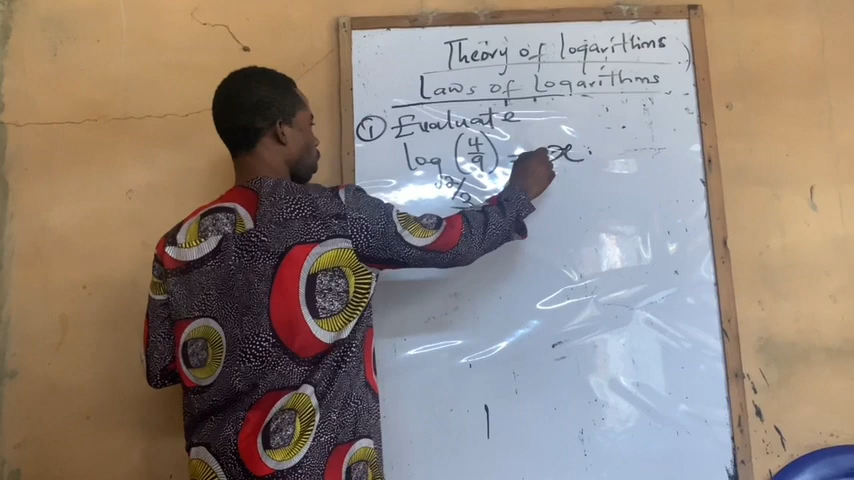 Theory of logarithms
Laws of Logarithms
① Evaluate
log (4/9) = x